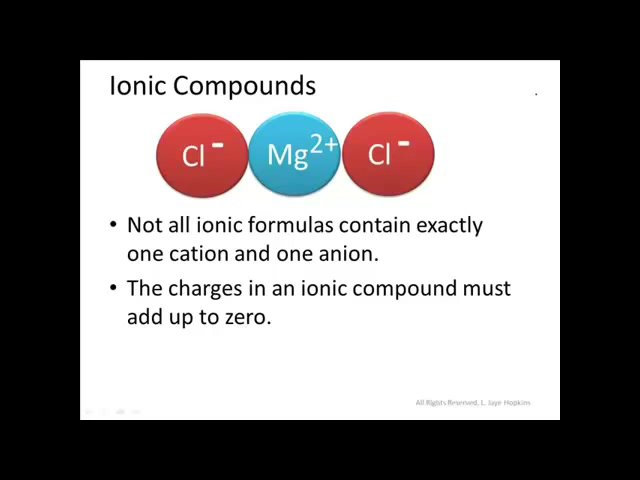 Ionic Compounds
Cl⁻ Mg²⁺ Cl⁻
• Not all ionic formulas contain exactly
one cation and one anion.
• The charges in an ionic compound must
add up to zero.
All Rights Reserved, L. Jaye Hopkins